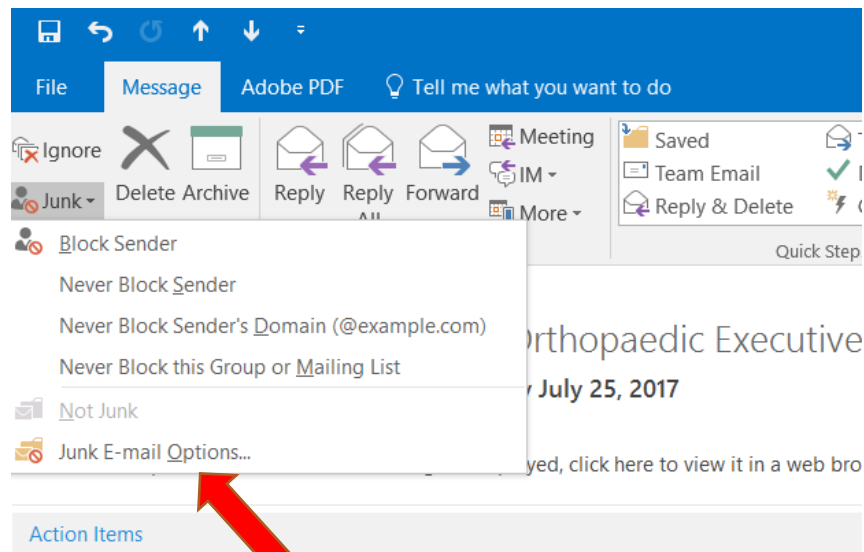 File Message Adobe PDF Tell me what you want to do
Ignore
Junk
Delete Archive
Reply Reply Forward
All
Meeting
IM
More
Saved
Team Email
Reply & Delete
Quick Step
Block Sender
Never Block Sender
Never Block Sender's Domain (@example.com)
Never Block this Group or Mailing List
Not Junk
Junk E-mail Options...
Executive
July 25, 2017
click here to view it in a web
Action Items